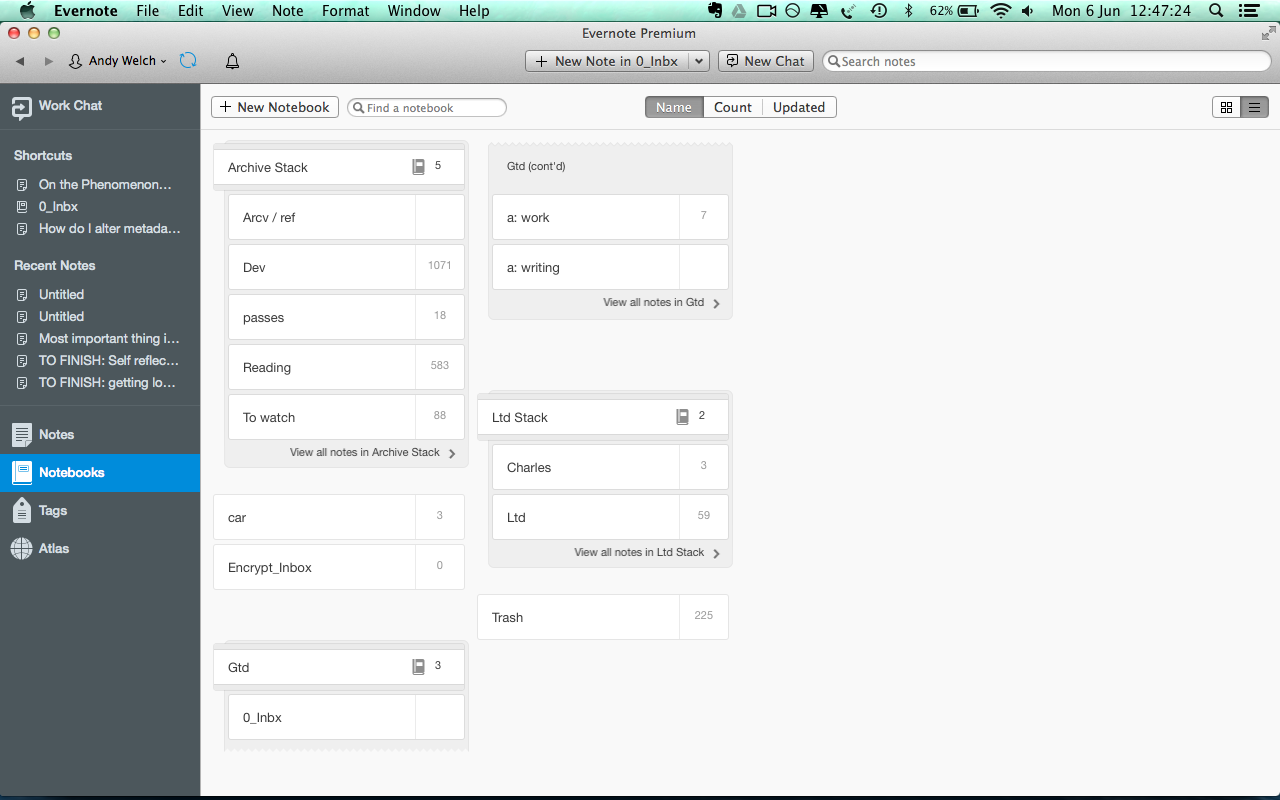 Evernote File Edit View Note Format Window Help 62% Mon 6 Jun 12:47:24
Evernote Premium
Andy Welch + New Note in 0_Inbx New Chat Search notes
Work Chat
+ New Notebook Find a notebook Name Count Updated
Shortcuts
On the Phenomenon...
0_Inbx
How do I alter metada...
Recent Notes
Untitled
Untitled
Most important thing i...
TO FINISH: Self reflec...
TO FINISH: getting lo...
Notes
Notebooks
Tags
Atlas
Archive Stack 5
Arcv / ref
Dev 1071
passes 18
Reading 583
To watch 88
View all notes in Archive Stack
car 3
Encrypt_Inbox 0
Gtd 3
0_Inbx
Gtd (cont'd)
a: work 7
a: writing
View all notes in Gtd
Ltd Stack 2
Charles 3
Ltd 59
View all notes in Ltd Stack
Trash 225